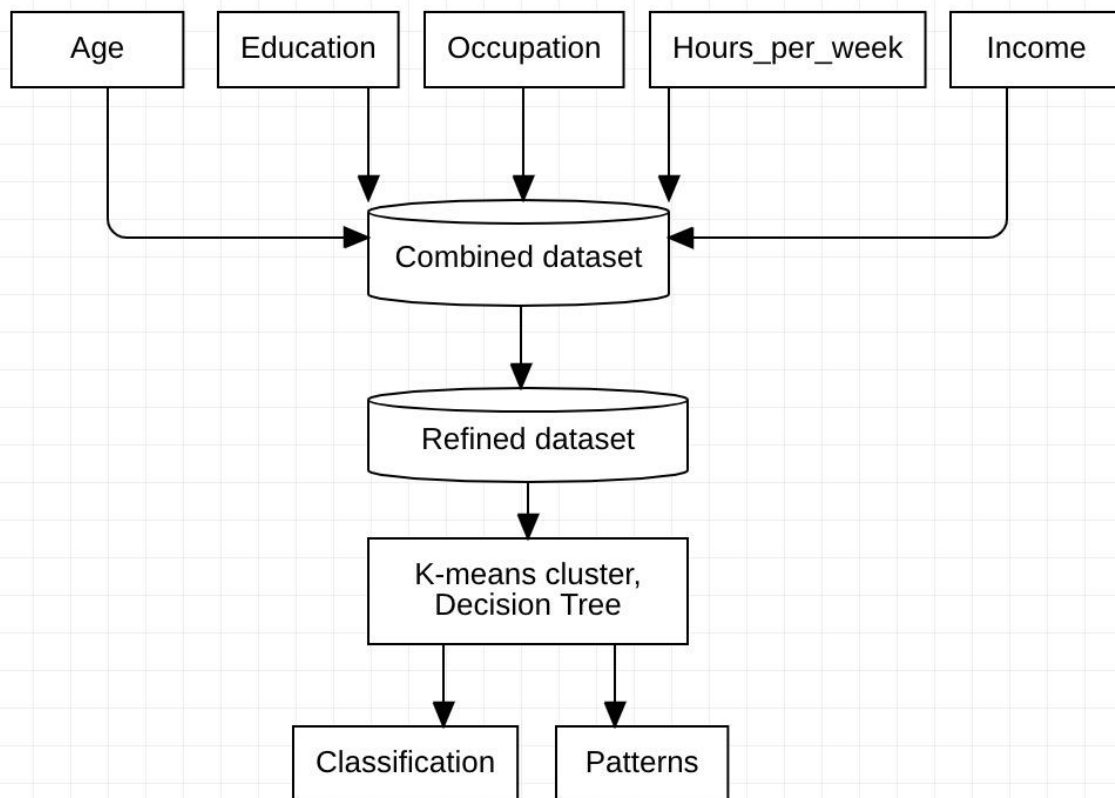 Age
Education
Occupation
Hours_per_week
Income
Combined dataset
Refined dataset
K-means cluster,
Decision Tree
Classification
Patterns